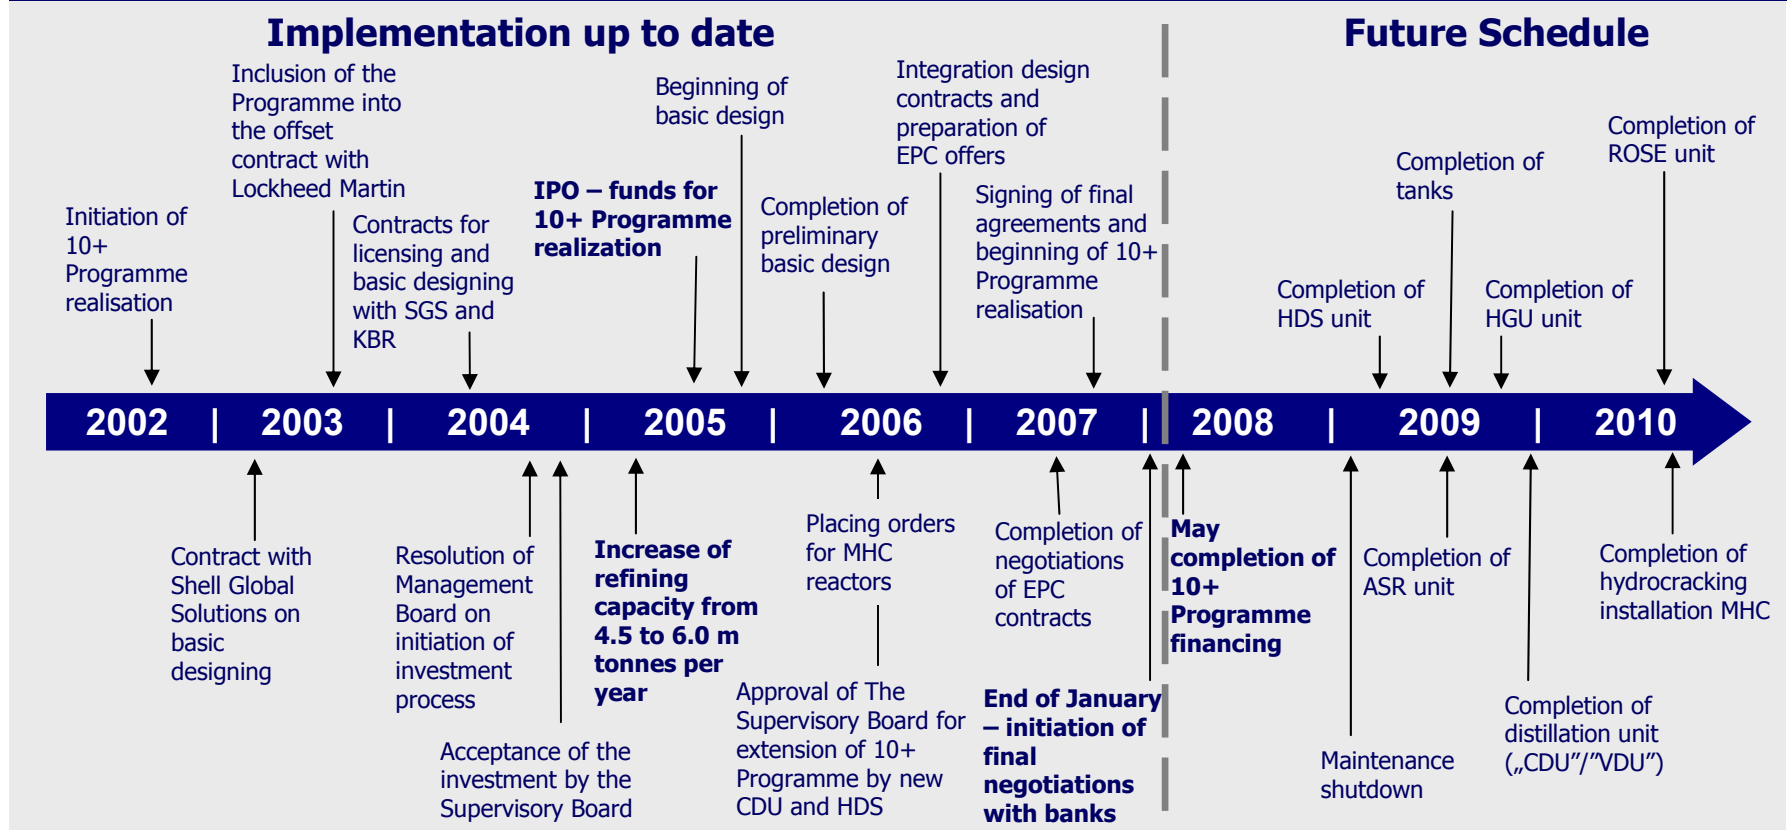 Implementation up to date
Future Schedule
Initiation of
10+
Programme
realisation
Inclusion of the
Programme into
the offset
contract with
Lockheed Martin
Contracts for
licensing and
basic designing
with SGS and
KBR
IPO – funds for
10+ Programme
realization
Beginning of
basic design
Completion of
preliminary
basic design
Integration design
contracts and
preparation of
EPC offers
Signing of final
agreements and
beginning of 10+
Programme
realisation
Completion of
HDS unit
Completion of
tanks
Completion of
HGU unit
Completion of
ROSE unit
2002 | 2003 | 2004 | 2005 | 2006 | 2007 | 2008 | 2009 | 2010
Contract with
Shell Global
Solutions on
basic
designing
Resolution of
Management
Board on
initiation of
investment
process
Acceptance of the
investment by the
Supervisory Board
Increase of
refining
capacity from
4.5 to 6.0 m
tonnes per
year
Placing orders
for MHC
reactors
Approval of The
Supervisory Board for
extension of 10+
Programme by new
CDU and HDS
Completion of
negotiations
of EPC
contracts
End of January
– initiation of
final
negotiations
with banks
May
completion of
10+
Programme
financing
Maintenance
shutdown
Completion of
ASR unit
Completion of
distillation unit
(„CDU”/”VDU”)
Completion of
hydrocracking
installation MHC